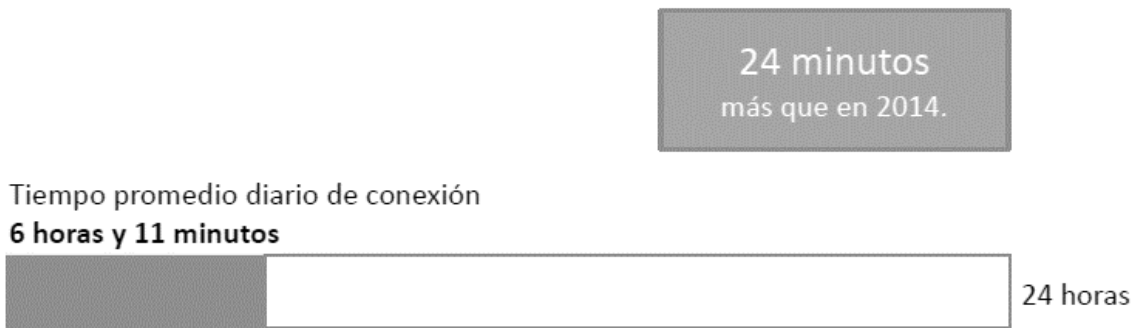 24 minutos
más que en 2014.
Tiempo promedio diario de conexión
6 horas y 11 minutos
24 horas